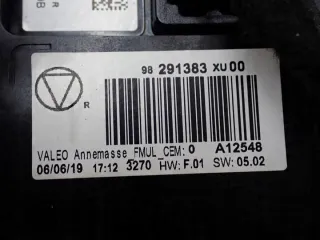 R
98 291383 XU 00
R
VALEO Annemasse FMUL_CEM: 0 A12548
06/06/19 17:12 3270 HW: F.01 SW: 05.02